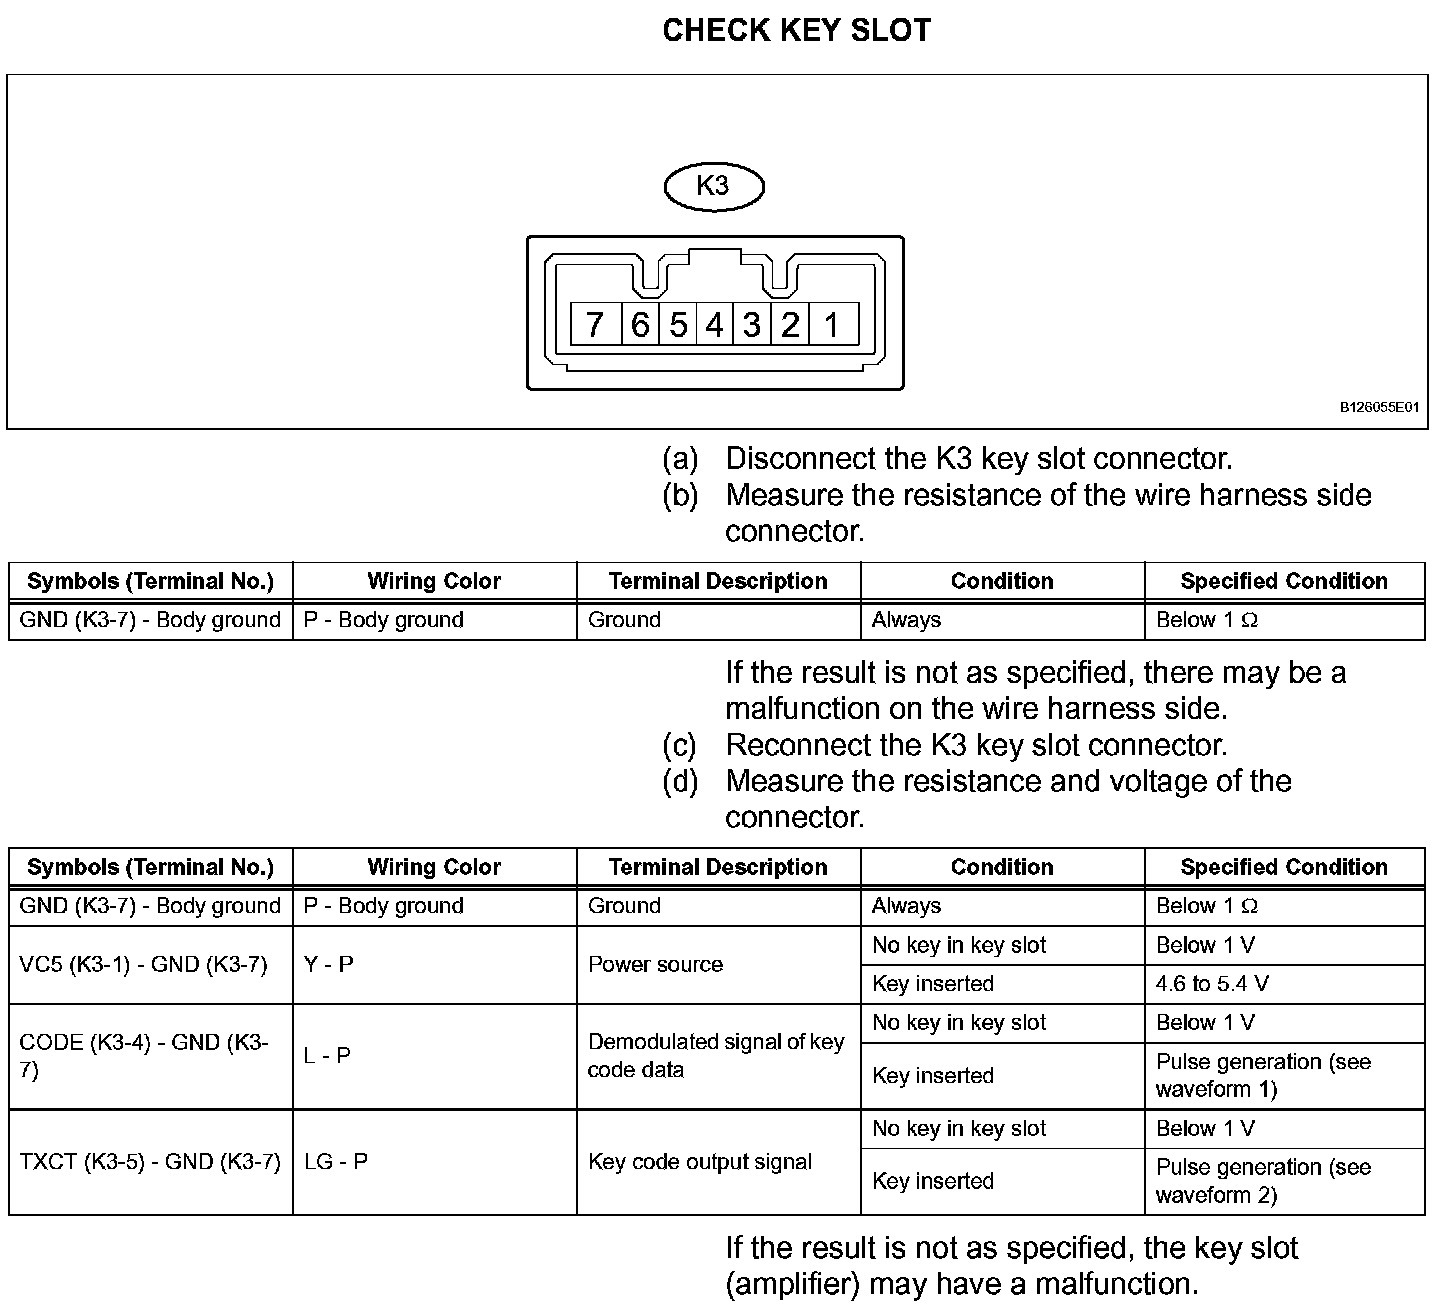 CHECK KEY SLOT
K3
7 6 5 4 3 2 1
B126055E01
(a) Disconnect the K3 key slot connector.
(b) Measure the resistance of the wire harness side
connector.
Symbols (Terminal No.) Wiring Color Terminal Description Condition Specified Condition
GND (K3-7) - Body ground P - Body ground Ground Always Below 1 Ω
If the result is not as specified, there may be a
malfunction on the wire harness side.
(c) Reconnect the K3 key slot connector.
(d) Measure the resistance and voltage of the
connector.
Symbols (Terminal No.) Wiring Color Terminal Description Condition Specified Condition
GND (K3-7) - Body ground P - Body ground Ground Always Below 1 Ω
VC5 (K3-1) - GND (K3-7) Y - P Power source
No key in key slot Below 1 V
Key inserted 4.6 to 5.4 V
CODE (K3-4) - GND (K3-
7)
L - P
Demodulated signal of key
code data
No key in key slot Below 1 V
Key inserted
Pulse generation (see
waveform 1)
TXCT (K3-5) - GND (K3-7) LG - P Key code output signal
No key in key slot Below 1 V
Key inserted
Pulse generation (see
waveform 2)
If the result is not as specified, the key slot
(amplifier) may have a malfunction.